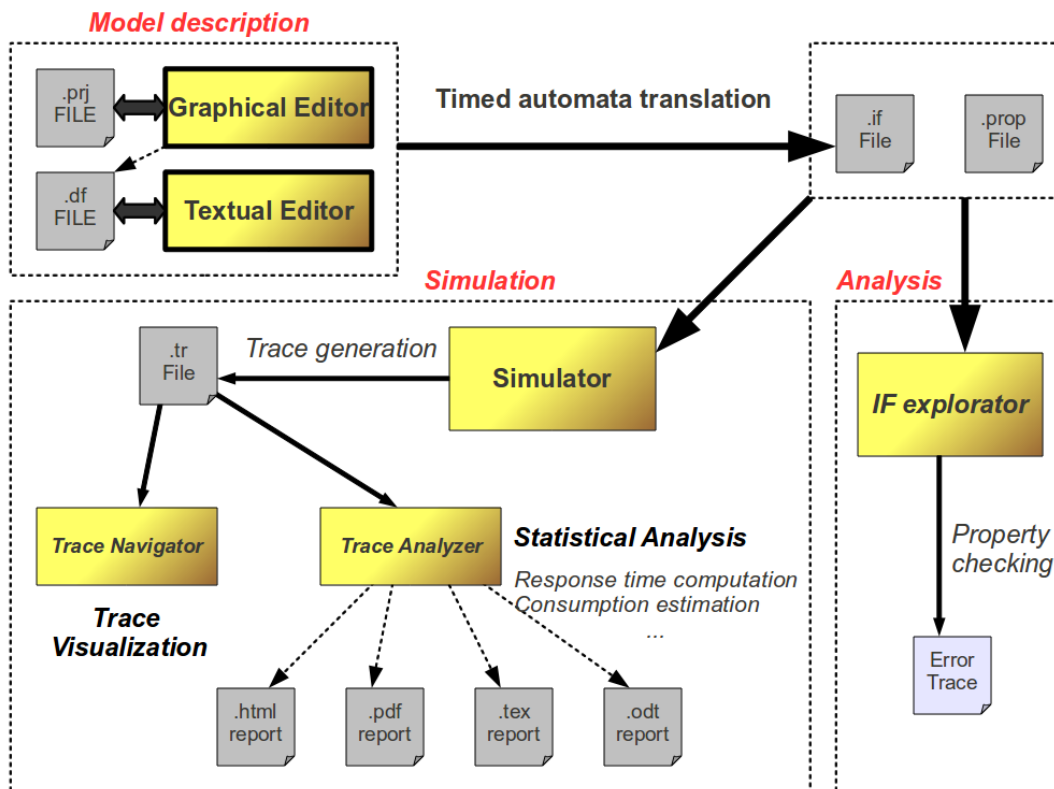 Model description
.prj
FILE
Graphical Editor
.df
FILE
Textual Editor
Timed automata translation
.if
File
.prop
File
Simulation
.tr
File
Trace generation
Simulator
Trace Navigator
Trace
Visualization
Trace Analyzer
Statistical Analysis
Response time computation
Consumption estimation
...
.html
report
.pdf
report
.tex
report
.odt
report
Analysis
IF explorator
Property
checking
Error
Trace